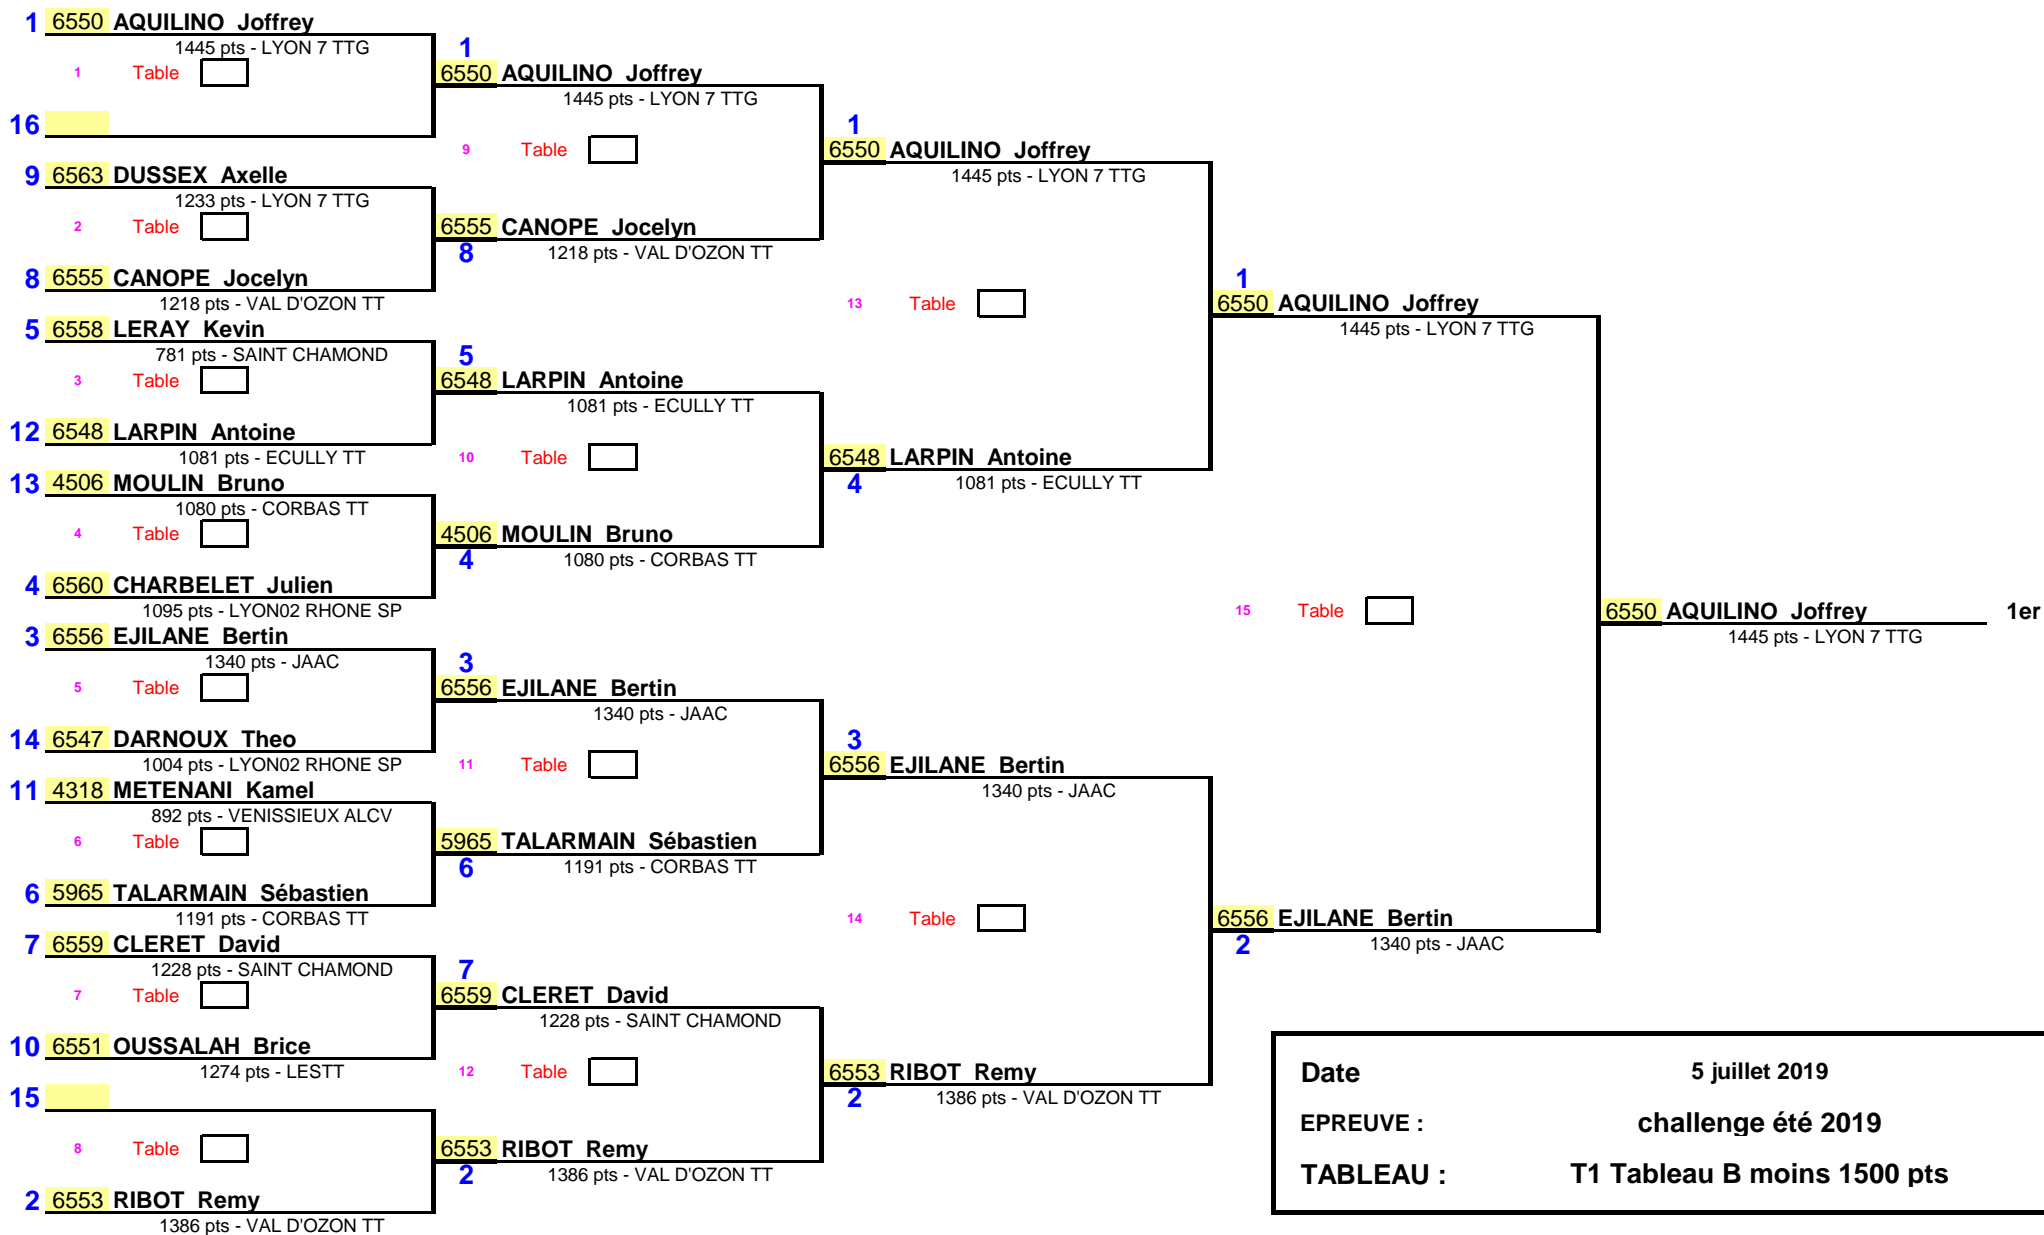 1 6550 AQUILINO Joffrey
1445 pts - LYON 7 TTG
1 Table
16
9 6563 DUSSEX Axelle
1233 pts - LYON 7 TTG
2 Table
8 6555 CANOPE Jocelyn
1218 pts - VAL D'OZON TT
5 6558 LERAY Kevin
781 pts - SAINT CHAMOND
3 Table
12 6548 LARPIN Antoine
1081 pts - ECULLY TT
13 4506 MOULIN Bruno
1080 pts - CORBAS TT
4 Table
4 6560 CHARBELET Julien
1095 pts - LYON02 RHONE SP
3 6556 EJILANE Bertin
1340 pts - JAAC
5 Table
14 6547 DARNOUX Theo
1004 pts - LYON02 RHONE SP
11 4318 METENANI Kamel
892 pts - VENISSIEUX ALCV
6 Table
6 5965 TALARMAIN Sébastien
1191 pts - CORBAS TT
7 6559 CLERET David
1228 pts - SAINT CHAMOND
7 Table
10 6551 OUSSALAH Brice
1274 pts - LESTT
15
8 Table
2 6553 RIBOT Remy
1386 pts - VAL D'OZON TT
1
6550 AQUILINO Joffrey
1445 pts - LYON 7 TTG
9 Table
6555 CANOPE Jocelyn
8 1218 pts - VAL D'OZON TT
5
6548 LARPIN Antoine
1081 pts - ECULLY TT
10 Table
4506 MOULIN Bruno
4 1080 pts - CORBAS TT
3
6556 EJILANE Bertin
1340 pts - JAAC
11 Table
5965 TALARMAIN Sébastien
6 1191 pts - CORBAS TT
7
6559 CLERET David
1228 pts - SAINT CHAMOND
12 Table
6553 RIBOT Remy
2 1386 pts - VAL D'OZON TT
1
6550 AQUILINO Joffrey
1445 pts - LYON 7 TTG
13 Table
6548 LARPIN Antoine
4 1081 pts - ECULLY TT
3
6556 EJILANE Bertin
1340 pts - JAAC
14 Table
6553 RIBOT Remy
2 1386 pts - VAL D'OZON TT
1
6550 AQUILINO Joffrey
1445 pts - LYON 7 TTG
15 Table
6556 EJILANE Bertin
2 1340 pts - JAAC
6550 AQUILINO Joffrey 1er
1445 pts - LYON 7 TTG
Date 5 juillet 2019
EPREUVE : challenge été 2019
TABLEAU : T1 Tableau B moins 1500 pts